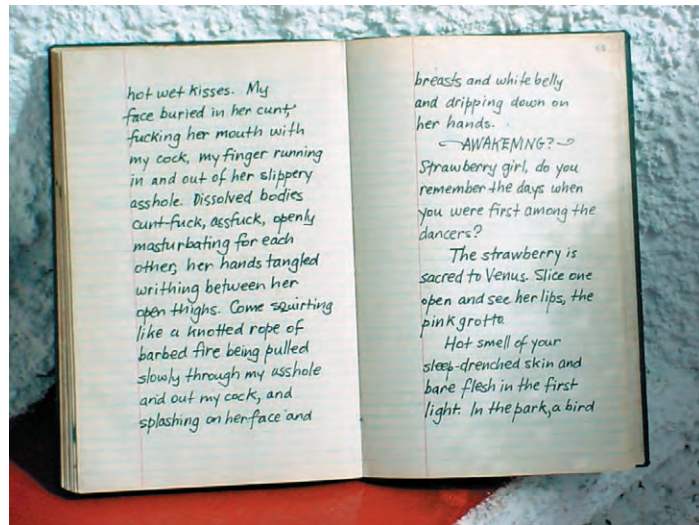 hot wet kisses. My
face buried in her cunt,
fucking her mouth with
my cock, my finger running
in and out of her slippery
asshole. Dissolved bodies
cunt-fuck, assfuck, openly
masturbating for each
other, her hands tangled
writhing between her
open thighs. Come squirting
like a knotted rope of
barbed fire being pulled
slowly through my asshole
and out my cock, and
splashing on her face and
breasts and white belly
and dripping down on
her hands.
AWAKENING?
Strawberry girl, do you
remember the days when
you were first among the
dancers?
The strawberry is
sacred to Venus. Slice one
open and see her lips, the
pink grotto.
Hot smell of your
sleep-drenched skin and
bare flesh in the first
light. In the park, a bird